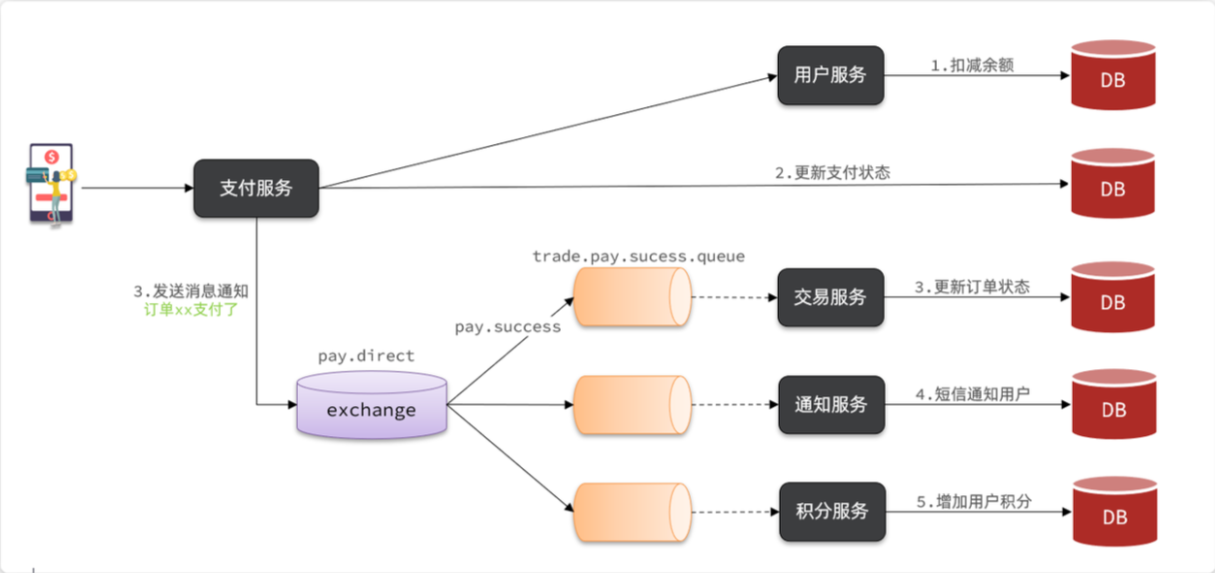 用户服务
1.扣减余额
DB
支付服务
2.更新支付状态
DB
3.发送消息通知
订单xx支付了
trade.pay.sucess.queue
交易服务
3.更新订单状态
DB
pay.success
pay.direct
exchange
通知服务
4.短信通知用户
DB
积分服务
5.增加用户积分
DB